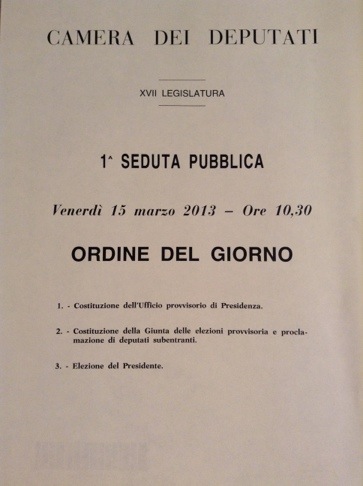 CAMERA DEI DEPUTATI
XVII LEGISLATURA
1^ SEDUTA PUBBLICA
Venerdì 15 marzo 2013 – Ore 10,30
ORDINE DEL GIORNO
1. - Costituzione dell'Ufficio provvisorio di Presidenza.
2. - Costituzione della Giunta delle elezioni provvisoria e procla-
mazione di deputati subentranti.
3. - Elezione del Presidente.